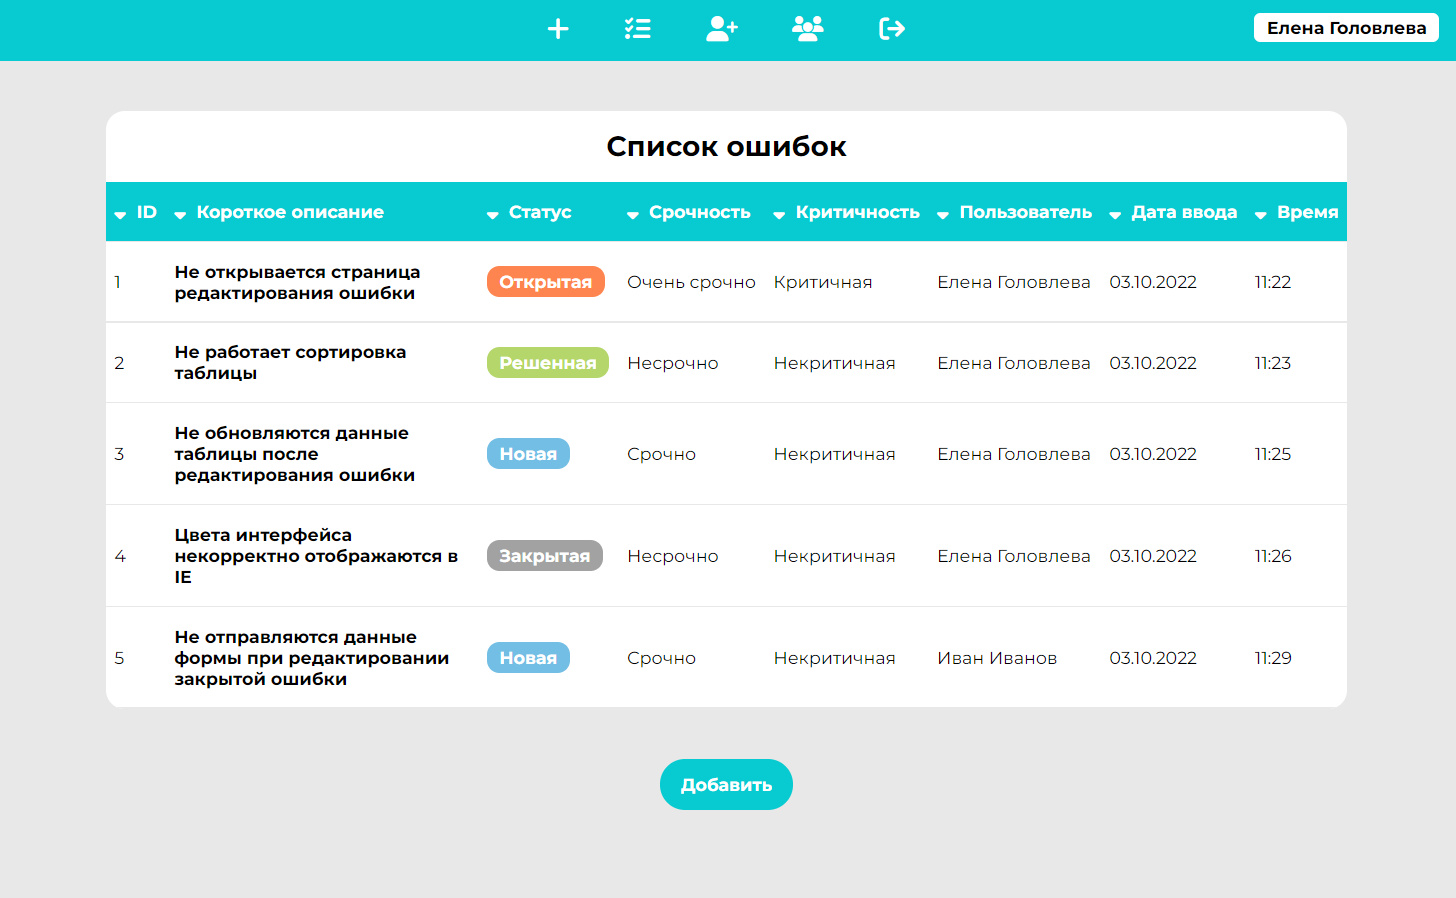 Елена Головлева
Список ошибок
ID Короткое описание Статус Срочность Критичность Пользователь Дата ввода Время
1 Не открывается страница редактирования ошибки Открытая Очень срочно Критичная Елена Головлева 03.10.2022 11:22
2 Не работает сортировка таблицы Решенная Несрочно Некритичная Елена Головлева 03.10.2022 11:23
3 Не обновляются данные таблицы после редактирования ошибки Новая Срочно Некритичная Елена Головлева 03.10.2022 11:25
4 Цвета интерфейса некорректно отображаются в IE Закрытая Несрочно Некритичная Елена Головлева 03.10.2022 11:26
5 Не отправляются данные формы при редактировании закрытой ошибки Новая Срочно Некритичная Иван Иванов 03.10.2022 11:29
Добавить